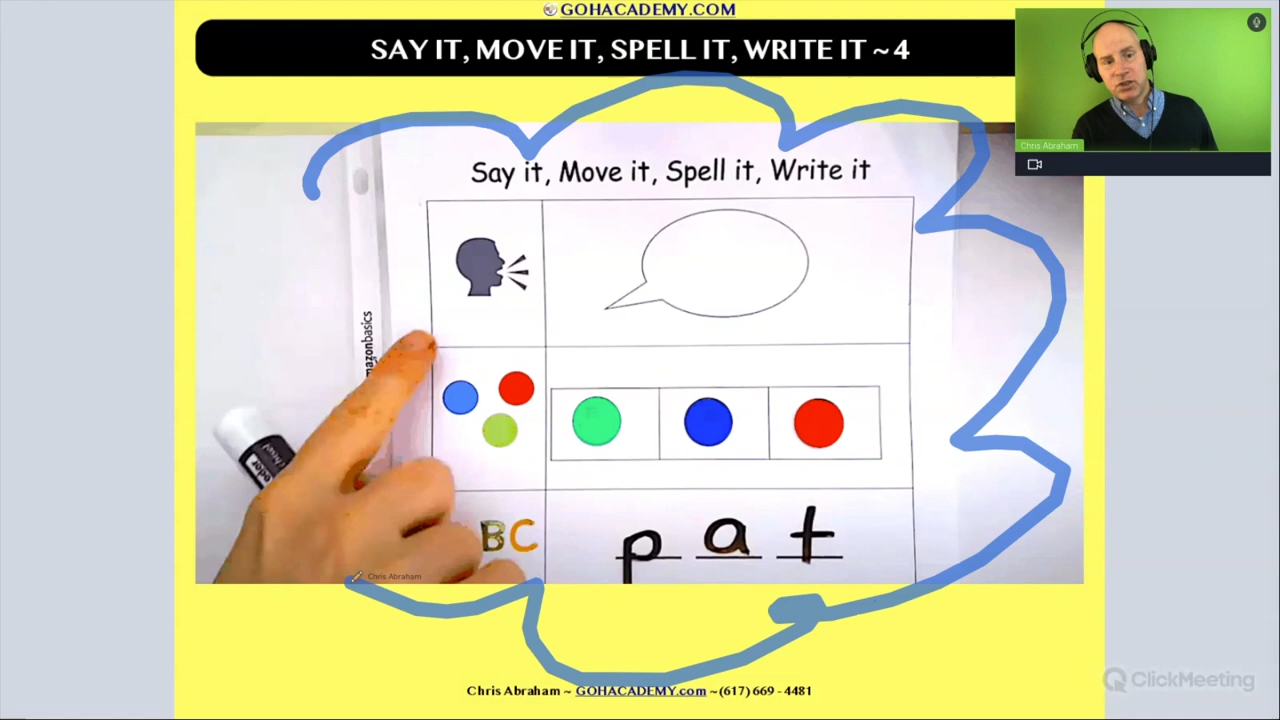 GOHACADEMY.COM
SAY IT, MOVE IT, SPELL IT, WRITE IT ~ 4
Chris Abraham
Say it, Move it, Spell it, Write it
BC
pat
Chris Abraham
Chris Abraham ~ GOHACADEMY.com ~ (617) 669 - 4481
ClickMeeting